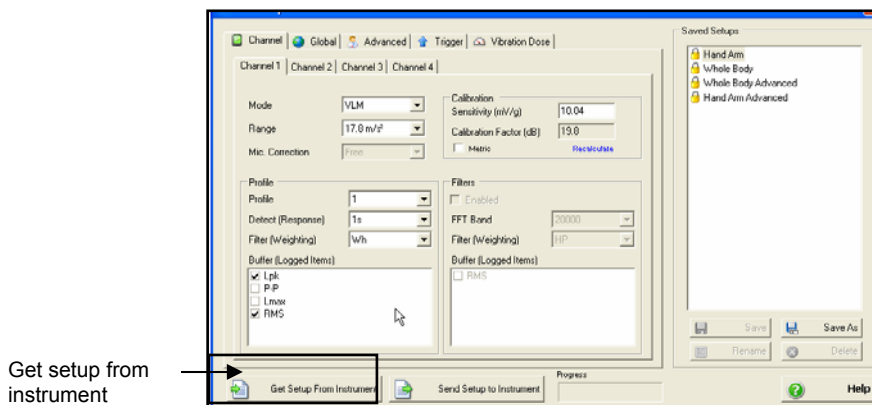 Channel Global Advanced Trigger Vibration Dose
Channel 1 Channel 2 Channel 3 Channel 4
Mode VLM
Range 17.8 m/s²
Mic. Correction Free
Calibration
Sensitivity (mV/g) 10.04
Calibration Factor (dB) 19.8
Metric Recalculate
Profile
Profile 1
Detect (Response) 1s
Filter (Weighting) Wh
Buffer (Logged Items)
Lpk
P-P
Lmax
RMS
Filters
Enabled
FFT Band 20000
Filter (Weighting) HP
Buffer (Logged Items)
RMS
Saved Setups
Hand Arm
Whole Body
Whole Body Advanced
Hand Arm Advanced
Save Save As
Rename Delete
Get setup from
instrument
Get Setup From Instrument
Send Setup to Instrument
Progress
Help